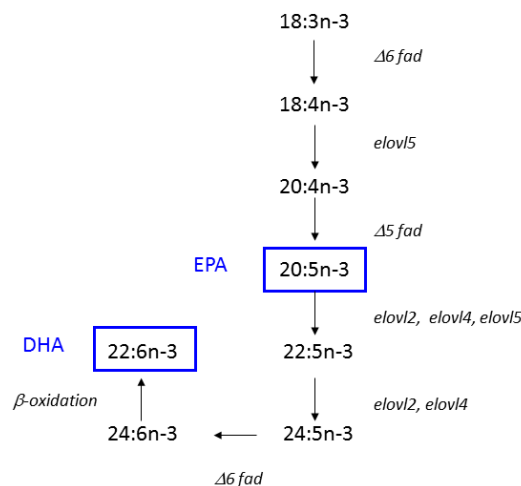 18:3n-3
Δ6 fad
18:4n-3
elovl5
20:4n-3
Δ5 fad
EPA
20:5n-3
elovl2, elovl4, elovl5
DHA
22:6n-3
22:5n-3
β-oxidation
elovl2, elovl4
24:6n-3
24:5n-3
Δ6 fad